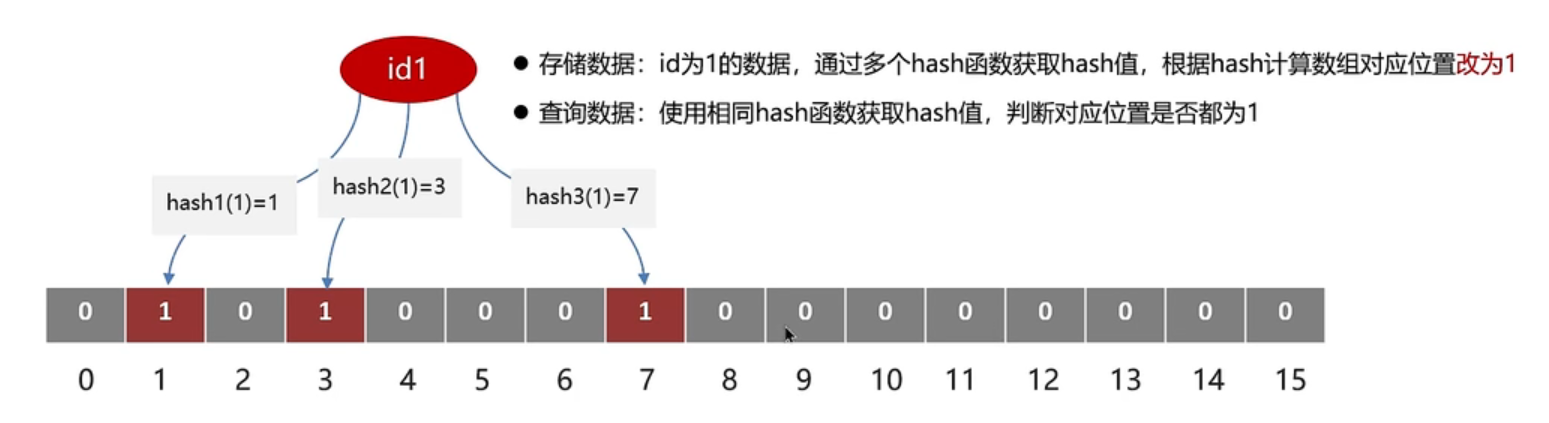 id1
● 存储数据：id为1的数据，通过多个hash函数获取hash值，根据hash计算数组对应位置改为1
● 查询数据：使用相同hash函数获取hash值，判断对应位置是否都为1
hash1(1)=1
hash2(1)=3
hash3(1)=7
0 1 0 1 0 0 0 1 0 0 0 0 0 0 0 0
0 1 2 3 4 5 6 7 8 9 10 11 12 13 14 15